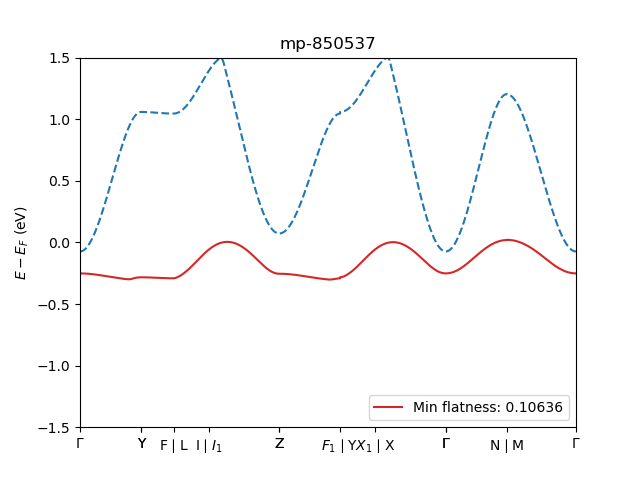 mp-850537
1.5
1.0
0.5
0.0
−0.5
−1.0
−1.5
E − E_F (eV)
Min flatness: 0.10636
Γ Y F | L I | I₁ Z F₁ | Y X₁ | X Γ N | M Γ